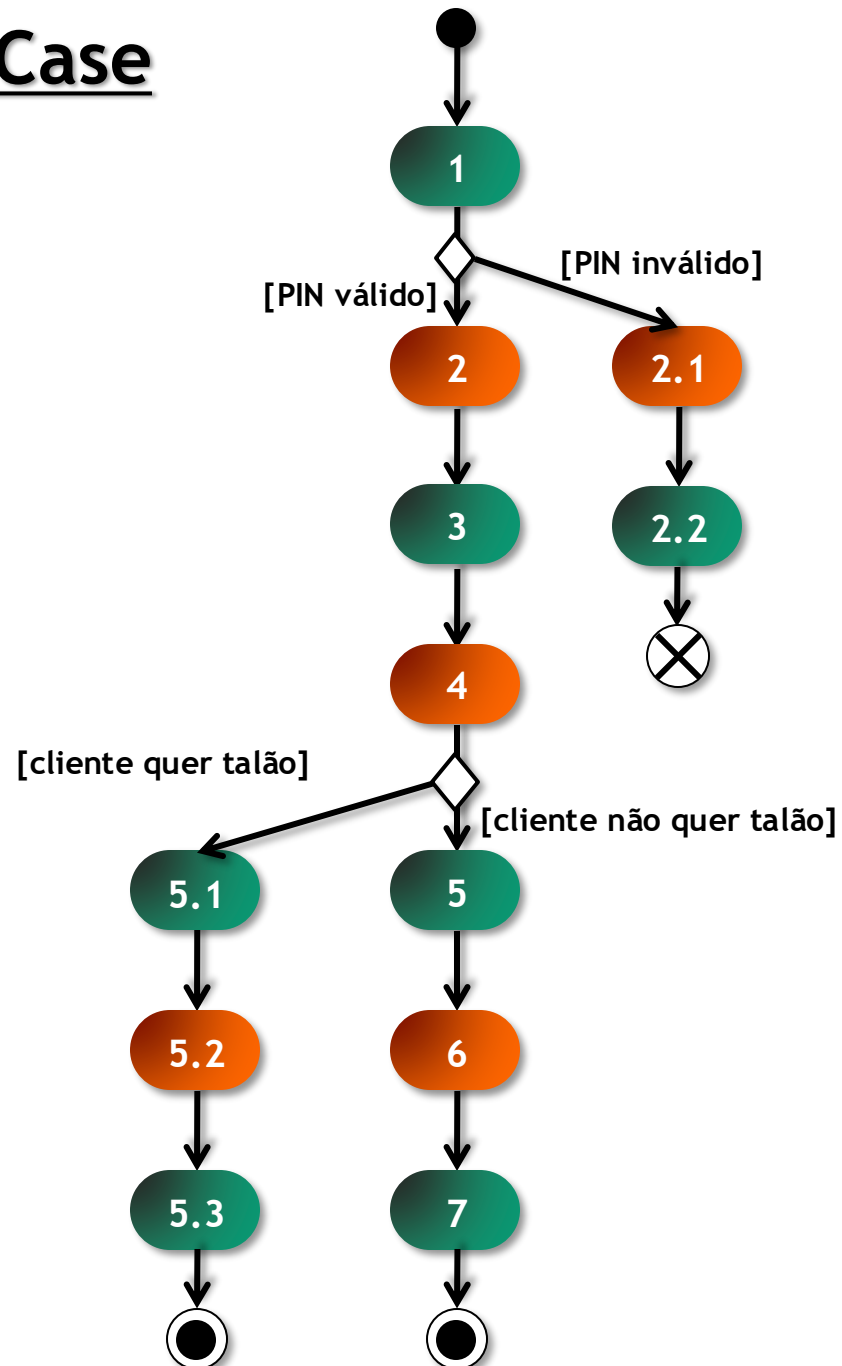 Case
1
[PIN inválido]
[PIN válido]
2
2.1
3
2.2
4
[cliente quer talão]
[cliente não quer talão]
5.1
5
5.2
6
5.3
7